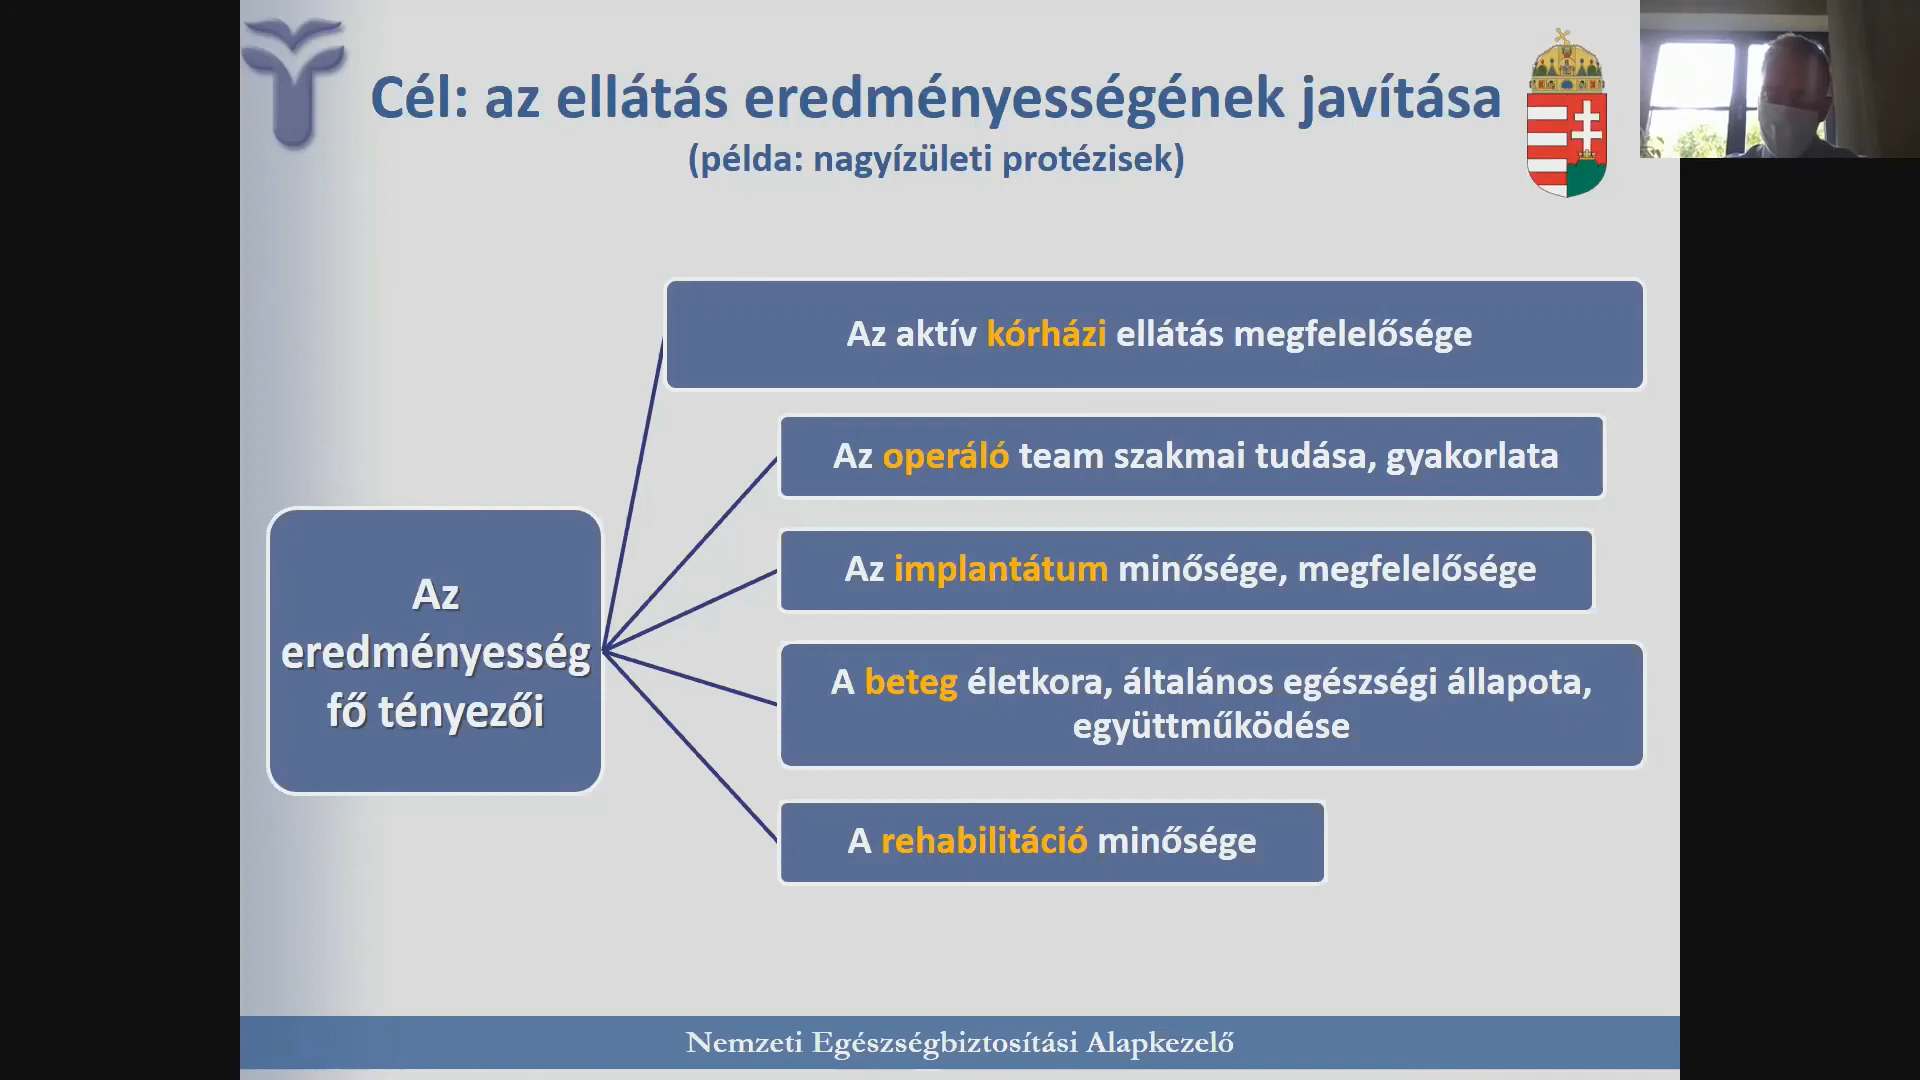 Cél: az ellátás eredményességének javítása
(példa: nagyízületi protézisek)
Az aktív kórházi ellátás megfelelősége
Az operáló team szakmai tudása, gyakorlata
Az implantátum minősége, megfelelősége
A beteg életkora, általános egészségi állapota,
együttműködése
A rehabilitáció minősége
Az
eredményesség
fő tényezői
Nemzeti Egészségbiztosítási Alapkezelő